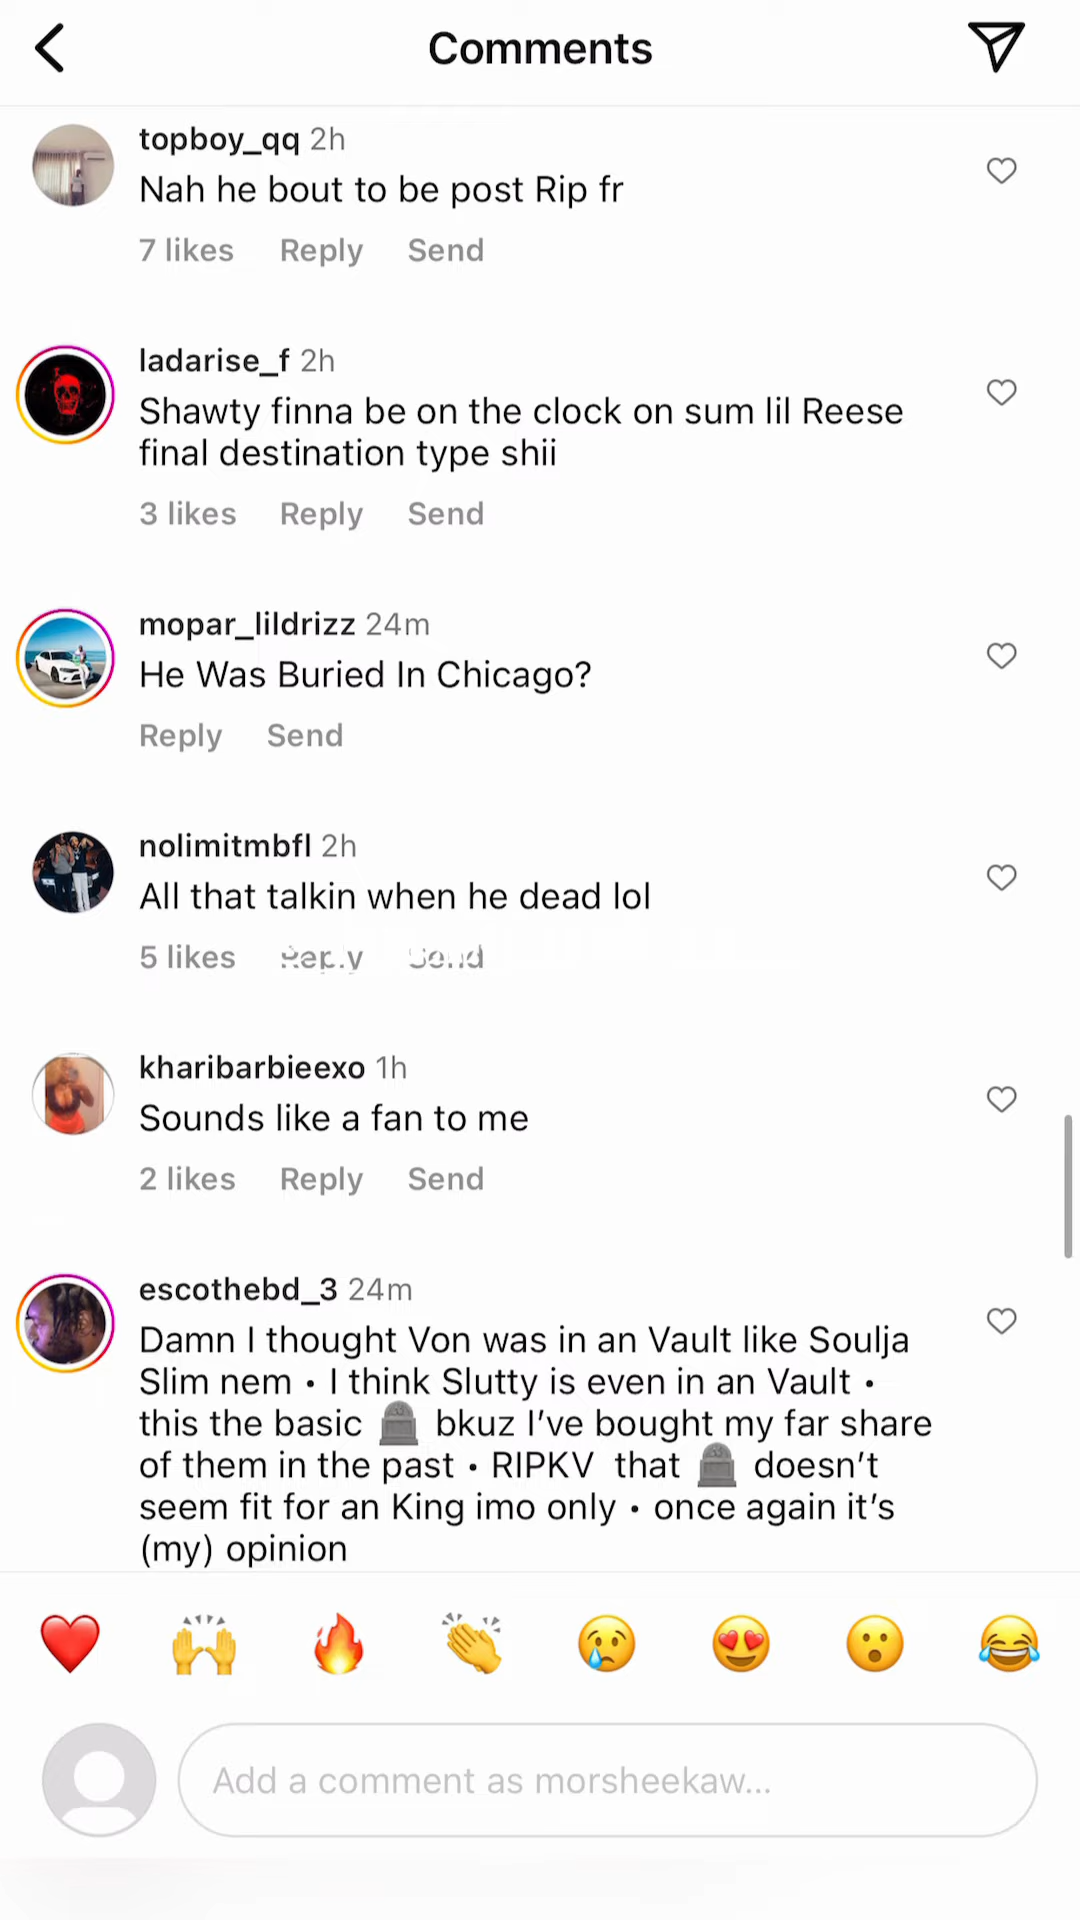 Comments
topboy_qq 2h
Nah he bout to be post Rip fr
7 likes Reply Send
ladarise_f 2h
Shawty finna be on the clock on sum lil Reese
final destination type shii
3 likes Reply Send
mopar_lildrizz 24m
He Was Buried In Chicago?
Reply Send
nolimitmbfl 2h
All that talkin when he dead lol
5 likes Reply Send
kharibarbieexo 1h
Sounds like a fan to me
2 likes Reply Send
escothebd_3 24m
Damn I thought Von was in an Vault like Soulja
Slim nem • I think Slutty is even in an Vault •
this the basic 🪦 bkuz I’ve bought my far share
of them in the past • RIPKV that 🪦 doesn’t
seem fit for an King imo only • once again it’s
(my) opinion
Add a comment as morsheekaw...